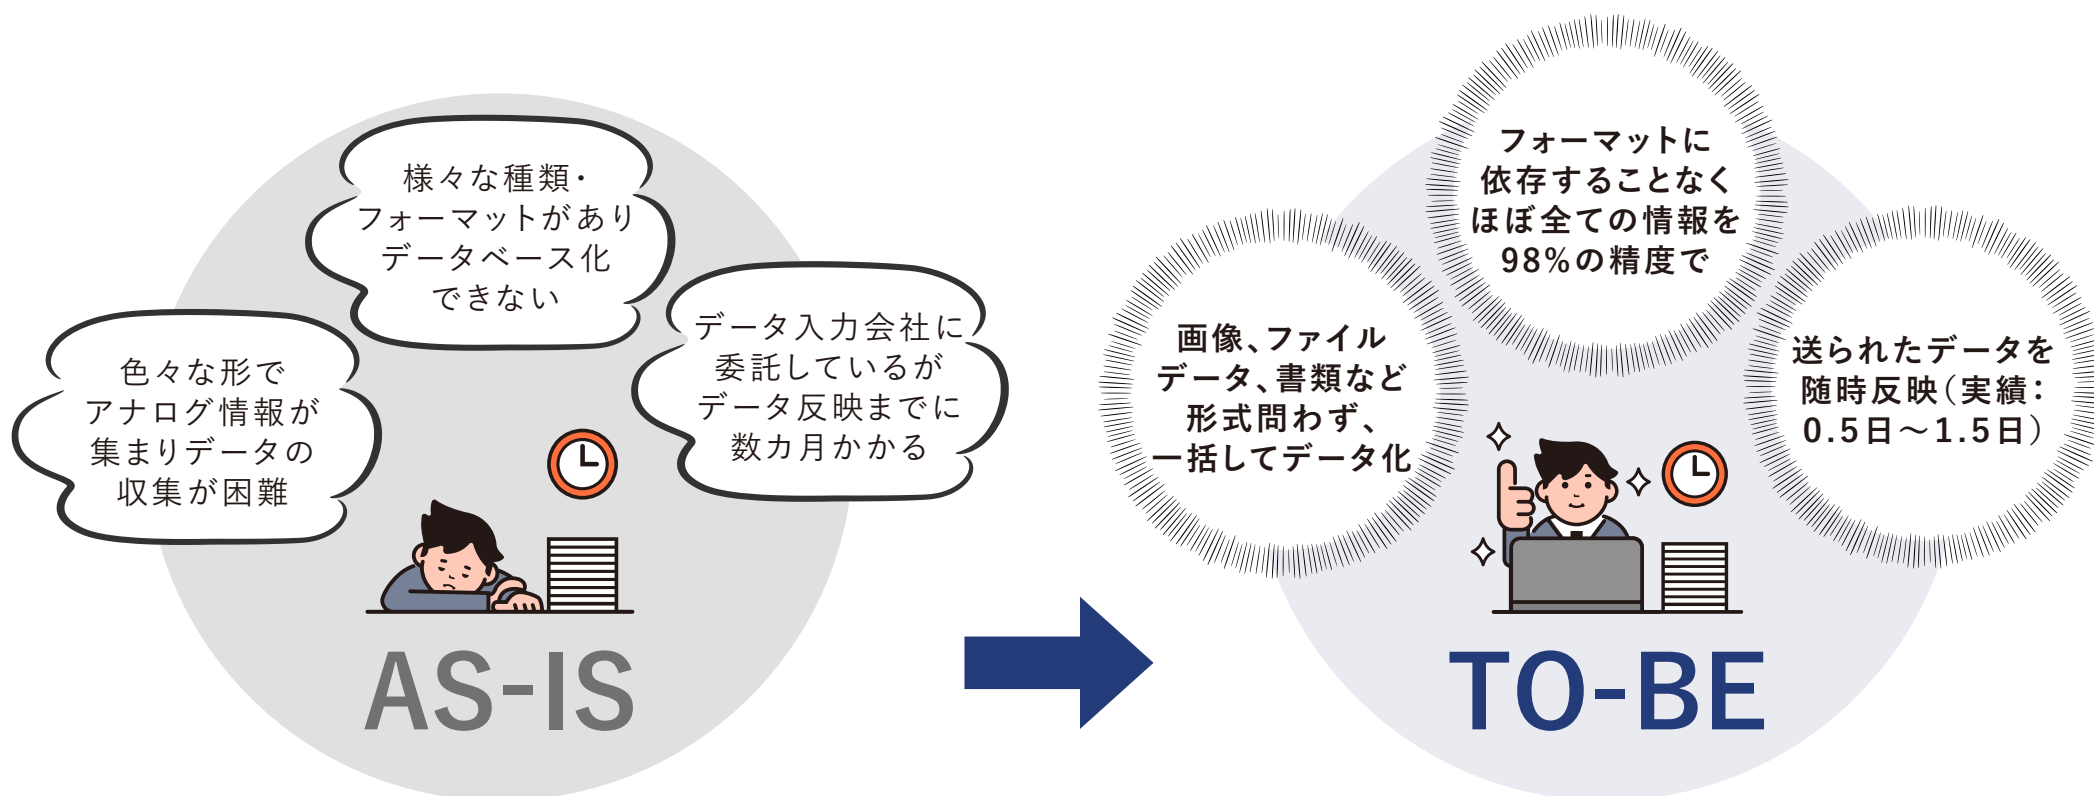 色々な形で
アナログ情報が
集まりデータの
収集が困難
様々な種類・
フォーマットがあり
データベース化
できない
データ入力会社に
委託しているが
データ反映までに
数カ月かかる
AS-IS
画像、ファイル
データ、書類など
形式問わず、
一括してデータ化
フォーマットに
依存することなく
ほぼ全ての情報を
98%の精度で
送られたデータを
随時反映（実績：
0.5日～1.5日）
TO-BE